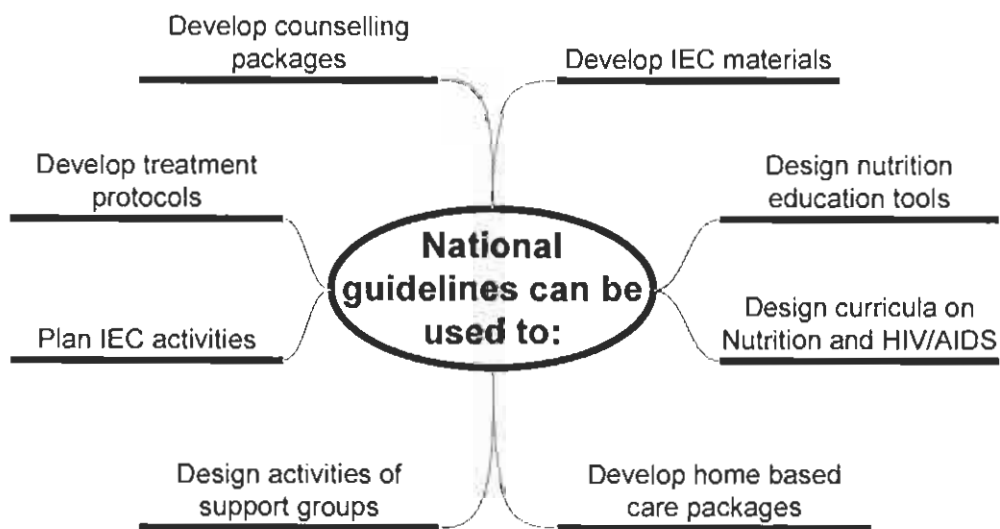 Develop counselling
packages
Develop IEC materials
Develop treatment
protocols
Design nutrition
education tools
National
guidelines can be
used to:
Plan IEC activities
Design curricula on
Nutrition and HIV/AIDS
Design activities of
support groups
Develop home based
care packages